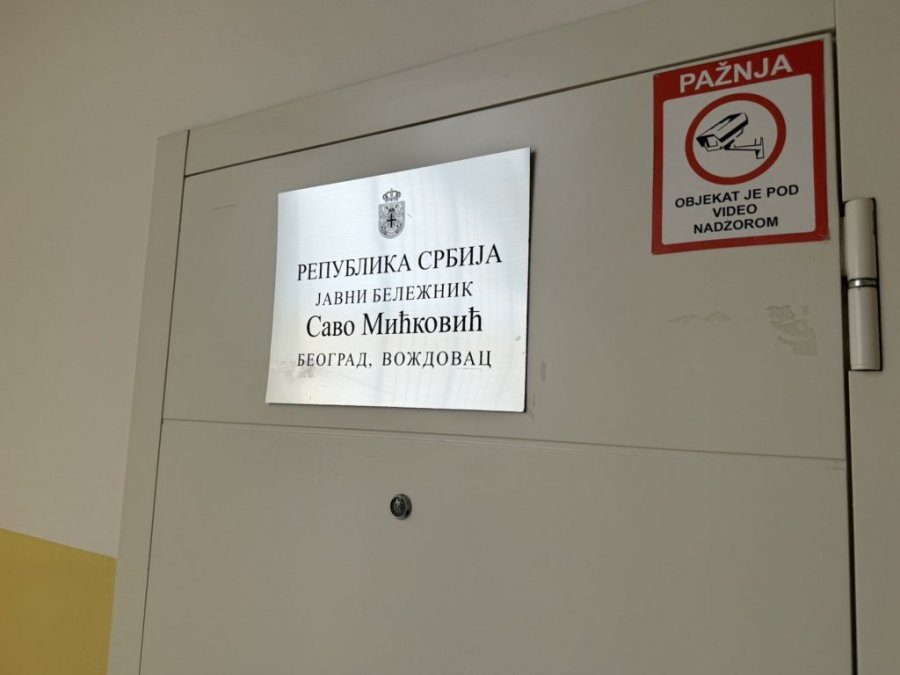 РЕПУБЛИКА СРБИЈА
ЈАВНИ БЕЛЕЖНИК
Саво Мићковић
БЕОГРАД, ВОЖДОВАЦ
PAŽNJA
OBJEKAT JE POD
VIDEO
NADZOROM